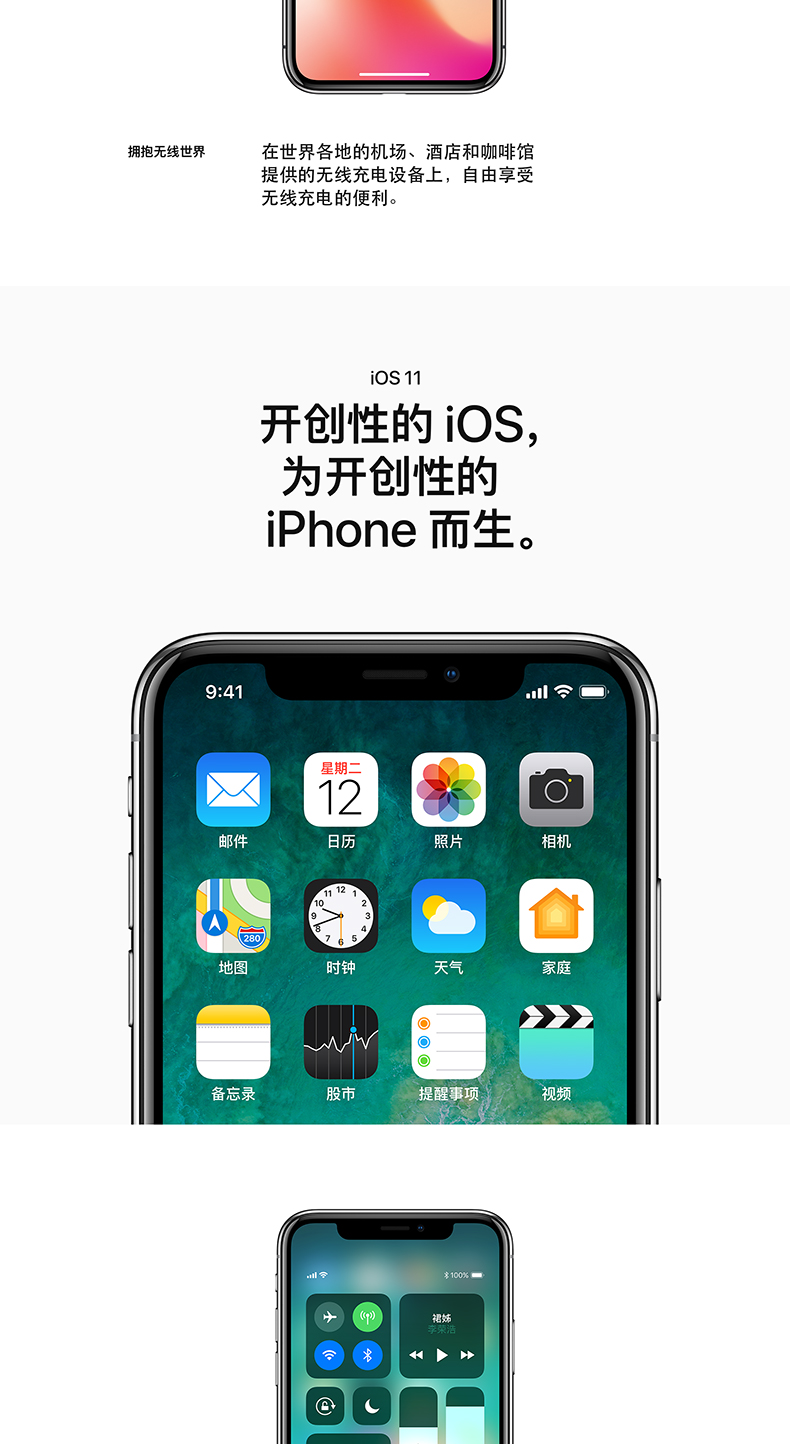 拥抱无线世界
在世界各地的机场、酒店和咖啡馆
提供的无线充电设备上，自由享受
无线充电的便利。
iOS 11
开创性的 iOS，
为开创性的
iPhone 而生。
9:41
星期二
12
邮件 日历 照片 相机
280
12 1 2 3 4 5 6 7 8 9 10 11
地图 时钟 天气 家庭
备忘录 股市 提醒事项 视频
100%
裙姊
李荣浩